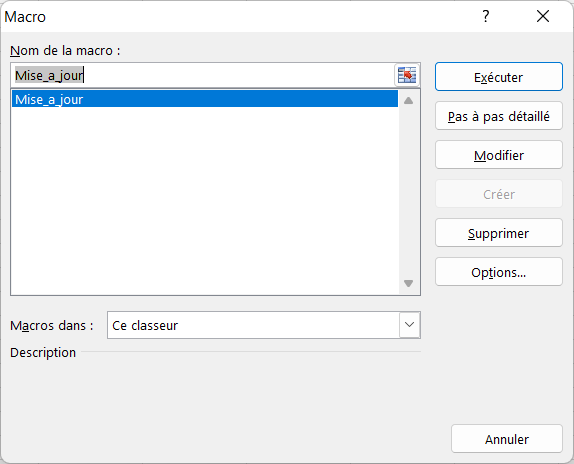 Macro
?
Nom de la macro :
Mise_a_jour
Mise_a_jour
Exécuter
Pas à pas détaillé
Modifier
Créer
Supprimer
Options...
Macros dans :
Ce classeur
Description
Annuler